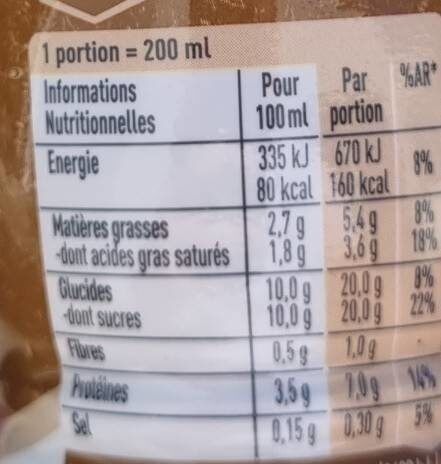 1 portion = 200 ml
Informations Pour Par %AR*
Nutritionnelles 100 ml portion
Energie 335 kJ 670 kJ 8%
80 kcal 160 kcal
Matières grasses 2,7 g 5,4 g 8%
-dont acides gras saturés 1,8 g 3,6 g 18%
Glucides 10,0 g 20,0 g 8%
-dont sucres 10,0 g 20,0 g 22%
Fibres 0,5 g 1,0 g
Protéines 3,5 g 7,0 g 14%
Sel 0,15 g 0,30 g 5%